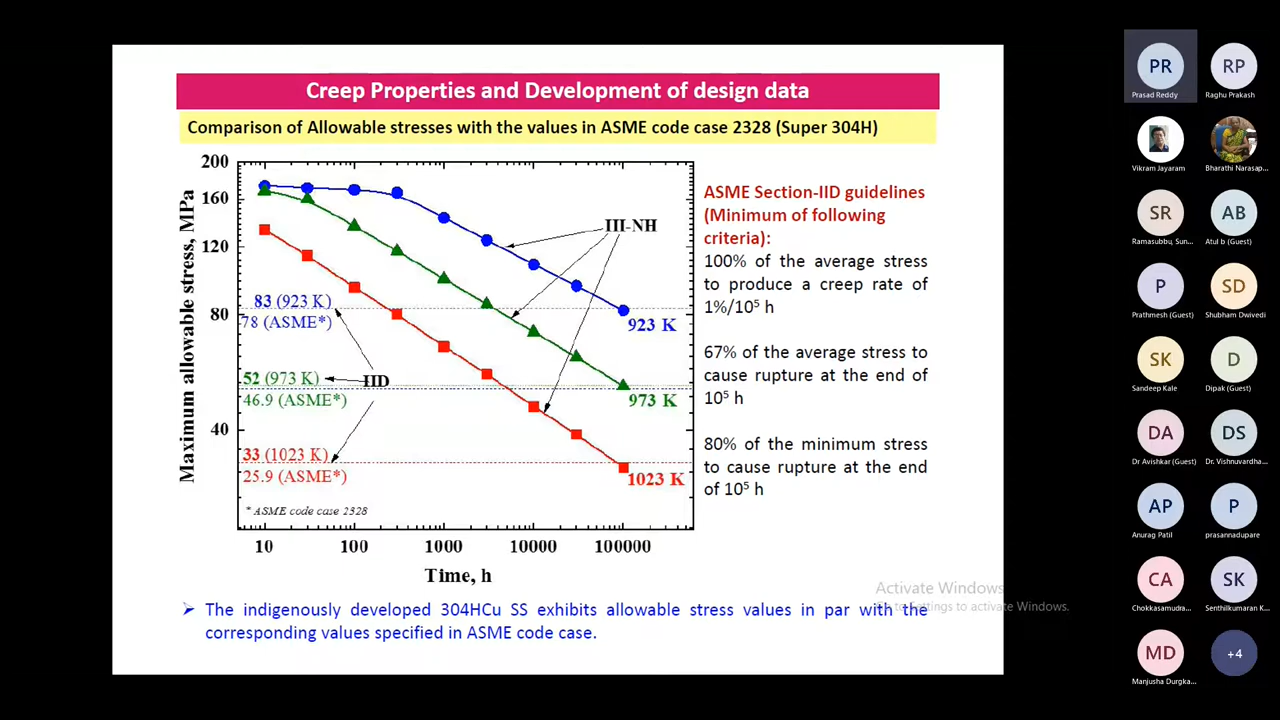 Creep Properties and Development of design data
Comparison of Allowable stresses with the values in ASME code case 2328 (Super 304H)
Maximum allowable stress, MPa
200
160
120
80
40
III-NH
83 (923 K)
78 (ASME*)
923 K
IID
52 (973 K)
46.9 (ASME*)
973 K
33 (1023 K)
25.9 (ASME*)
1023 K
* ASME code case 2328
10
100
1000
10000
100000
Time, h
ASME Section-IID guidelines
(Minimum of following
criteria):
100% of the average stress
to produce a creep rate of
1%/10⁵ h
67% of the average stress to
cause rupture at the end of
10⁵ h
80% of the minimum stress
to cause rupture at the end
of 10⁵ h
➢ The indigenously developed 304HCu SS exhibits allowable stress values in par with the
corresponding values specified in ASME code case.
Activate Windows
Go to Settings to activate Windows.
PR
Prasad Reddy
RP
Raghu Prakash
Vikram Jayaram
Bharathi Narasap...
SR
Ramasubbu, Sun...
AB
Atul b (Guest)
P
Prathmesh (Guest)
SD
Shubham Dwivedi
SK
Sandeep Kale
D
Dipak (Guest)
DA
Dr Avishkar (Guest)
DS
Dr. Vishnuvardha...
AP
Anurag Patil
P
prasannadupare
CA
Chokkasamudra...
SK
Senthilkumaran K...
MD
Manjusha Durgka...
+4